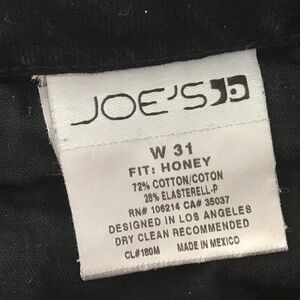 JOE'S J
W 31
FIT: HONEY
72% COTTON/COTON
28% ELASTERELL-P
RN# 106214 CA# 35037
DESIGNED IN LOS ANGELES
DRY CLEAN RECOMMENDED
CL#180M MADE IN MEXICO